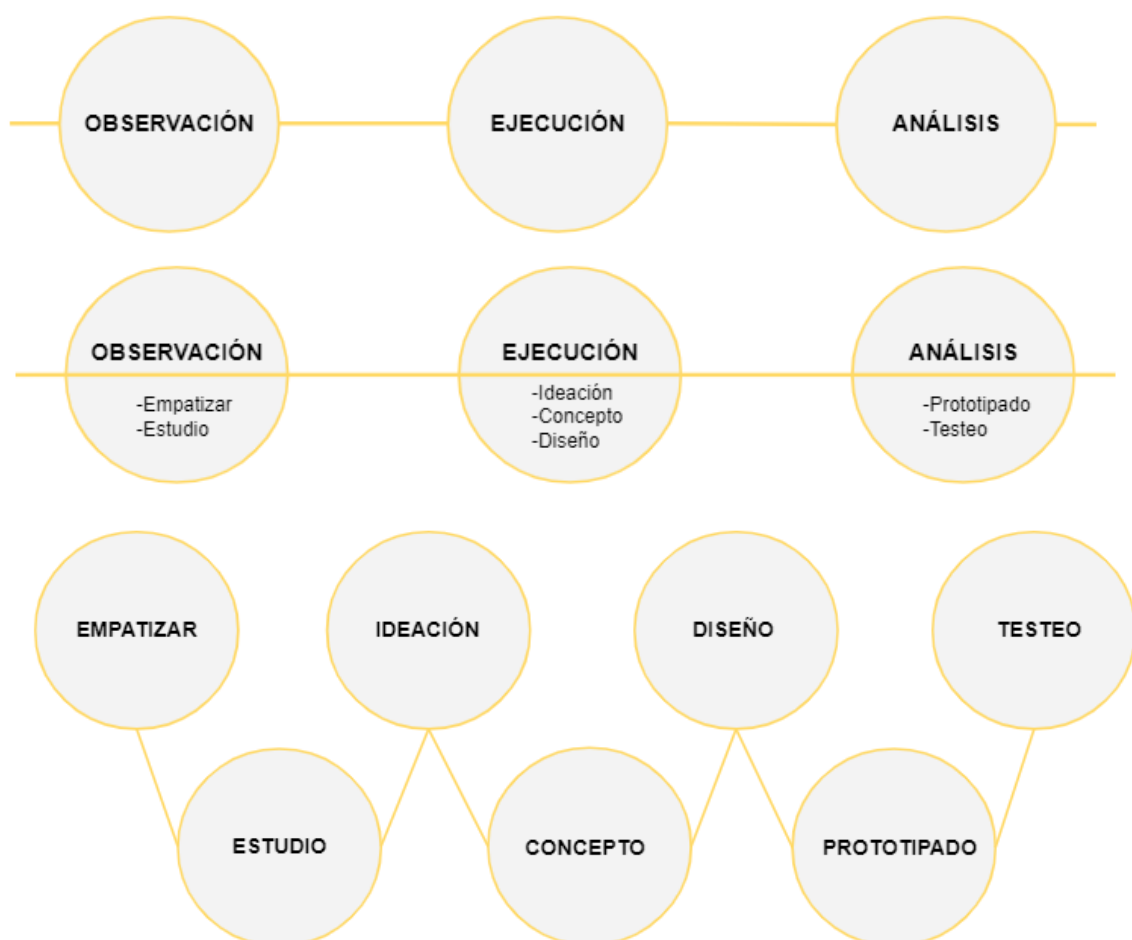 OBSERVACIÓN
EJECUCIÓN
ANÁLISIS
OBSERVACIÓN
-Empatizar
-Estudio
EJECUCIÓN
-Ideación
-Concepto
-Diseño
ANÁLISIS
-Prototipado
-Testeo
EMPATIZAR
IDEACIÓN
DISEÑO
TESTEO
ESTUDIO
CONCEPTO
PROTOTIPADO